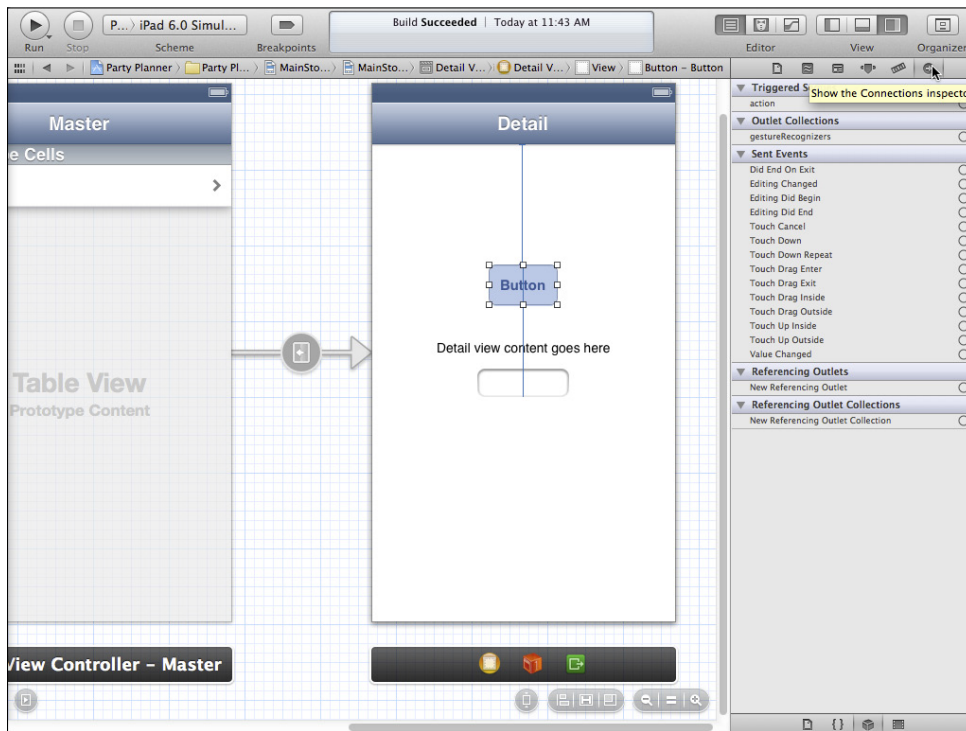 P...〉 iPad 6.0 Simul...
Build Succeeded | Today at 11:43 AM
Run Stop Scheme Breakpoints Editor View Organizer
Party Planner 〉 Party Pl... 〉 MainSto... 〉 MainSto... 〉 Detail V... 〉 Detail V... 〉 View 〉 Button – Button
Master
e Cells
Table View
Prototype Content
View Controller – Master
Detail
Button
Detail view content goes here
Triggered S
Show the Connections inspecto
action
Outlet Collections
gestureRecognizers
Sent Events
Did End On Exit
Editing Changed
Editing Did Begin
Editing Did End
Touch Cancel
Touch Down
Touch Down Repeat
Touch Drag Enter
Touch Drag Exit
Touch Drag Inside
Touch Drag Outside
Touch Up Inside
Touch Up Outside
Value Changed
Referencing Outlets
New Referencing Outlet
Referencing Outlet Collections
New Referencing Outlet Collection